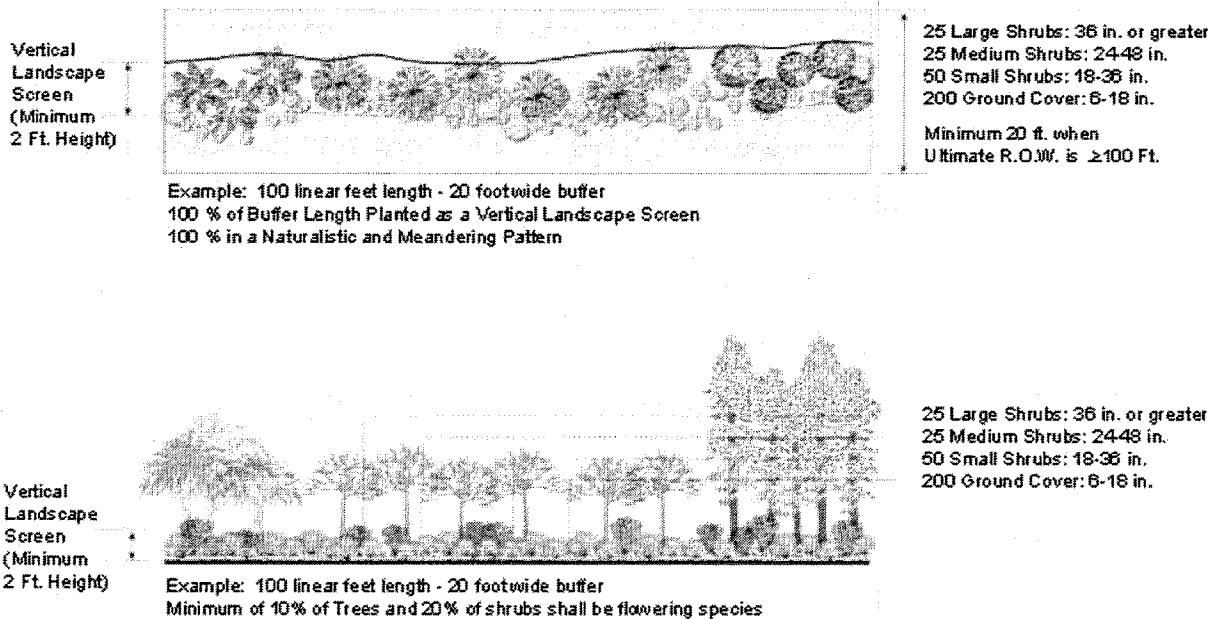 Vertical
Landscape
Screen
(Minimum
2 Ft. Height)
25 Large Shrubs: 36 in. or greater
25 Medium Shrubs: 24-48 in.
50 Small Shrubs: 18-36 in.
200 Ground Cover: 6-18 in.
Minimum 20 ft. when
Ultimate R.O.W. is ≥100 Ft.
Example: 100 linear feet length - 20 footwide buffer
100 % of Buffer Length Planted as a Vertical Landscape Screen
100 % in a Naturalistic and Meandering Pattern
25 Large Shrubs: 36 in. or greater
25 Medium Shrubs: 24-48 in.
50 Small Shrubs: 18-36 in.
200 Ground Cover: 6-18 in.
Vertical
Landscape
Screen
(Minimum
2 Ft. Height)
Example: 100 linear feet length - 20 footwide buffer
Minimum of 10% of Trees and 20% of shrubs shall be flowering species